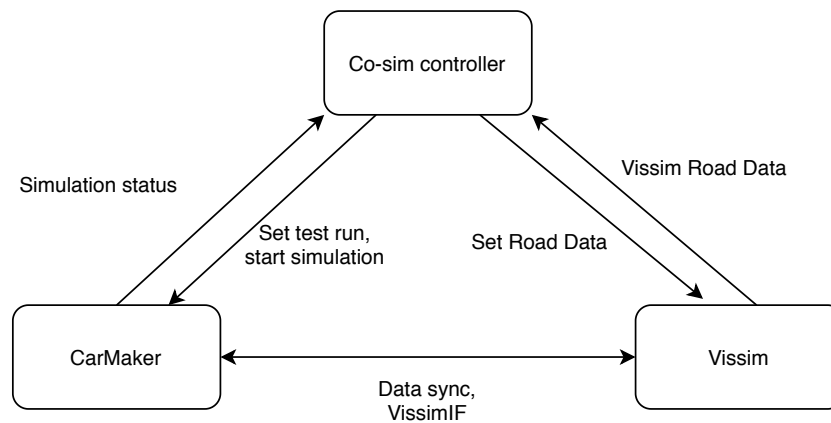 Co-sim controller
Simulation status
Vissim Road Data
Set test run,
start simulation
Set Road Data
CarMaker
Vissim
Data sync,
VissimIF